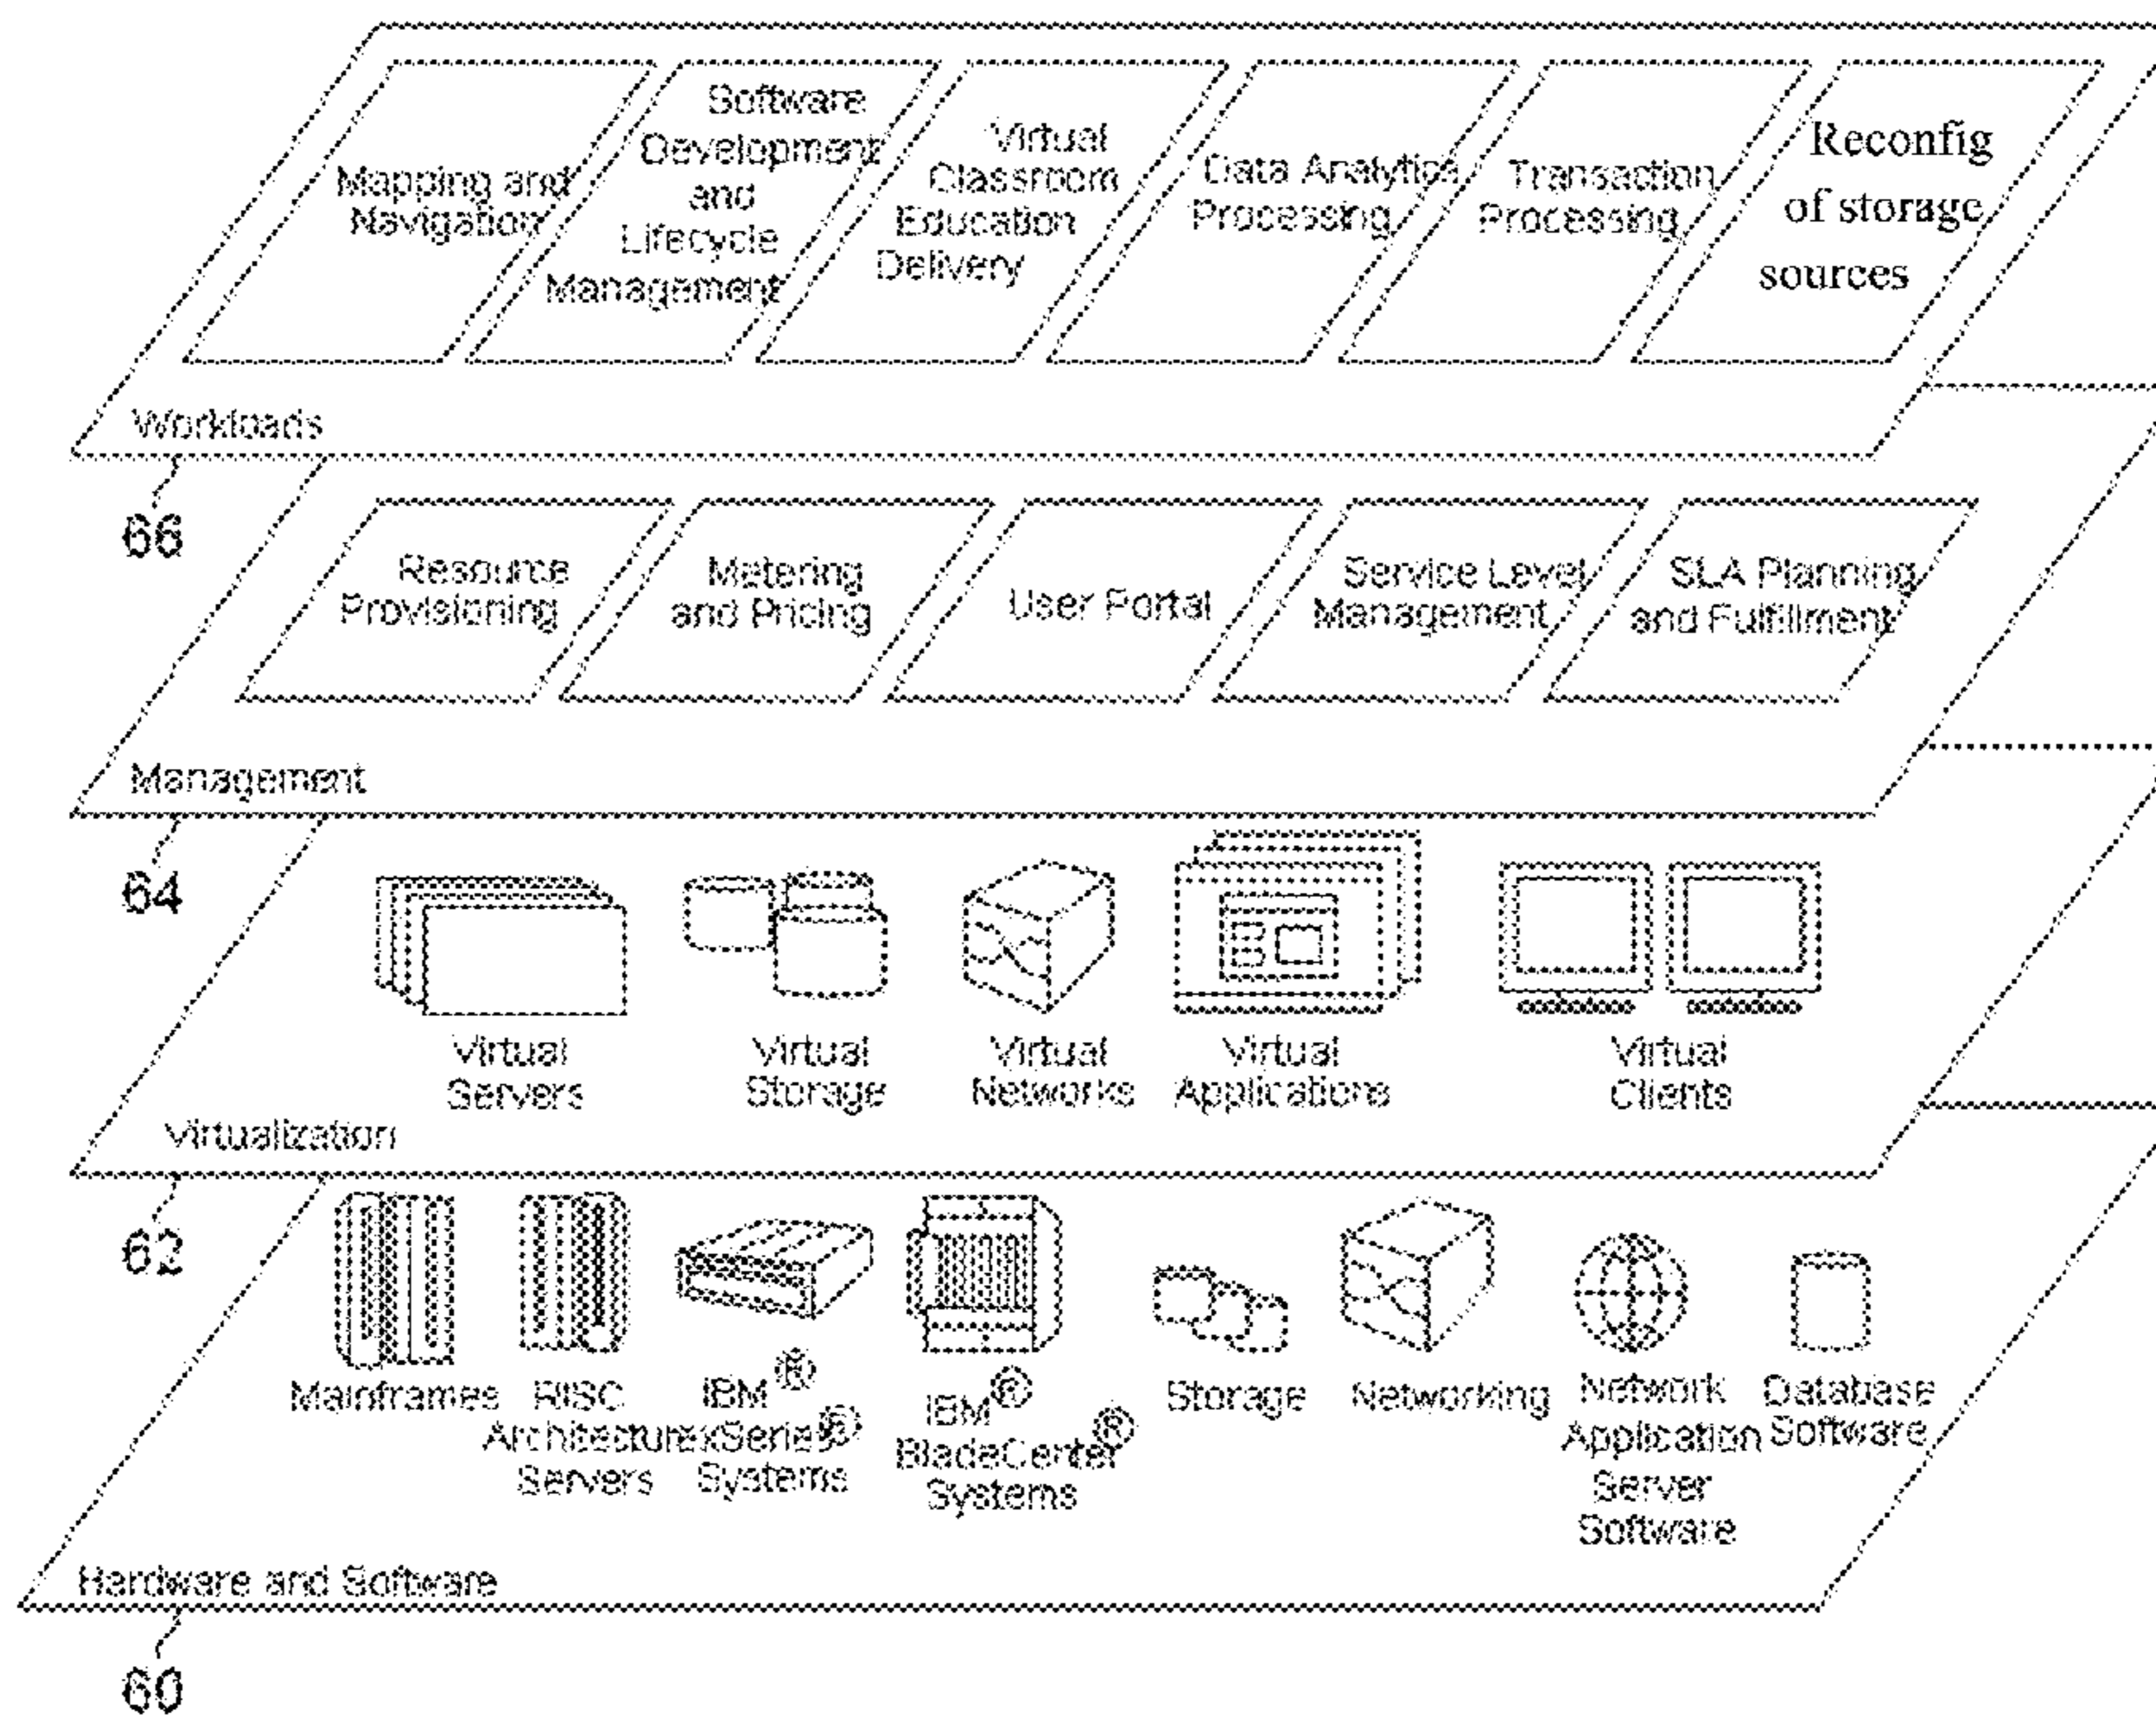 Mapping and
Navigation
Software
Development
and
Lifecycle
Management
Virtual
Classroom
Education
Delivery
Data Analytics
Processing
Transaction
Processing
Reconfig
of storage
sources
Workloads
66
Resource
Provisioning
Metering
and Pricing
User Portal
Service Level
Management
SLA Planning
and Fulfillment
Management
64
Virtual
Servers
Virtual
Storage
Virtual
Networks
Virtual
Applications
Virtual
Clients
Virtualization
62
Mainframes
RISC
Architecture
Servers
IBM®
xSeries®
Systems
IBM®
BladeCenter®
Systems
Storage
Networking
Network
Application
Server
Software
Database
Software
Hardware and Software
60